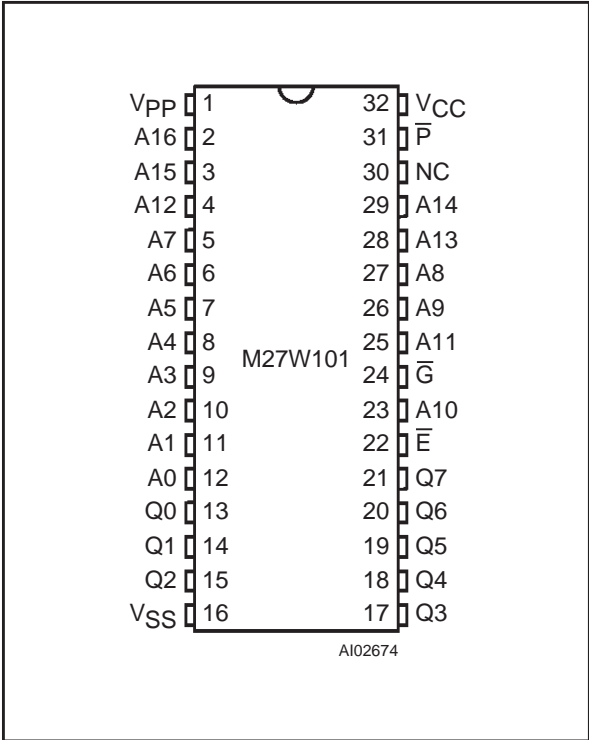 VPP 1 32 VCC
A16 2 31 P̅
A15 3 30 NC
A12 4 29 A14
A7 5 28 A13
A6 6 27 A8
A5 7 26 A9
A4 8 25 A11
M27W101
A3 9 24 G̅
A2 10 23 A10
A1 11 22 E̅
A0 12 21 Q7
Q0 13 20 Q6
Q1 14 19 Q5
Q2 15 18 Q4
VSS 16 17 Q3
AI02674